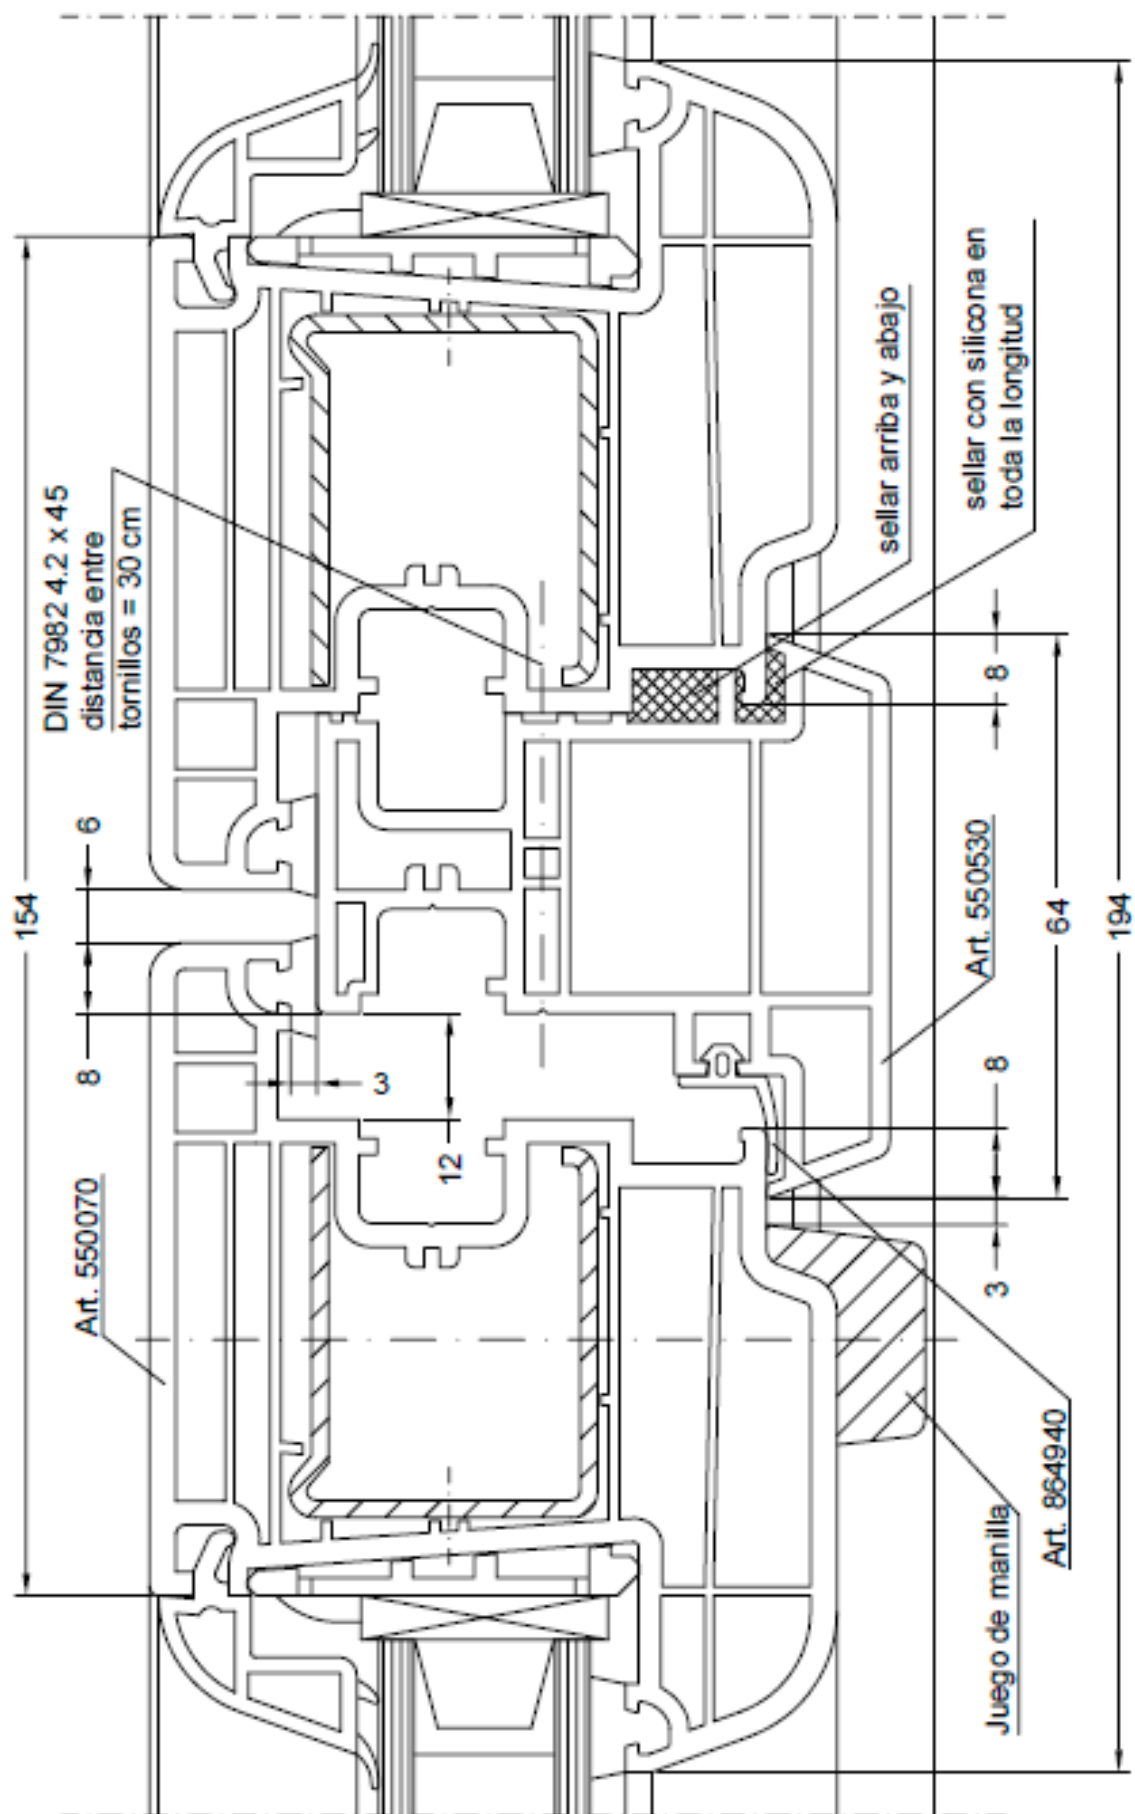 154
6
8
DIN 7982 4.2 x 45
distancia entre
tornillos = 30 cm
Art. 550070
3
12
sellar arriba y abajo
sellar con silicona en
toda la longitud
8
Art. 550530
64
194
8
3
Art. 864940
Juego de manilla